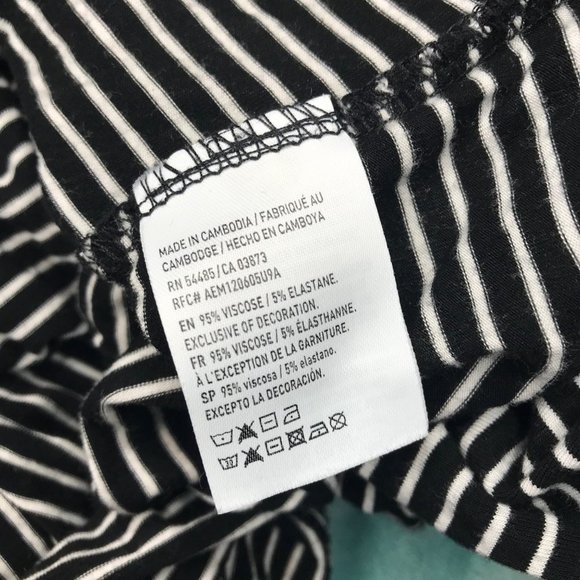 MADE IN CAMBODIA / FABRIQUÉ AU
CAMBODGE / HECHO EN CAMBOYA
RN 54485 / CA 03873
RFC# AEM120605U9A
EN 95% VISCOSE / 5% ELASTANE.
EXCLUSIVE OF DECORATION.
FR 95% VISCOSE / 5% ÉLASTHANNE.
À L'EXCEPTION DE LA GARNITURE.
SP 95% viscosa / 5% elastano.
EXCEPTO LA DECORACIÓN.